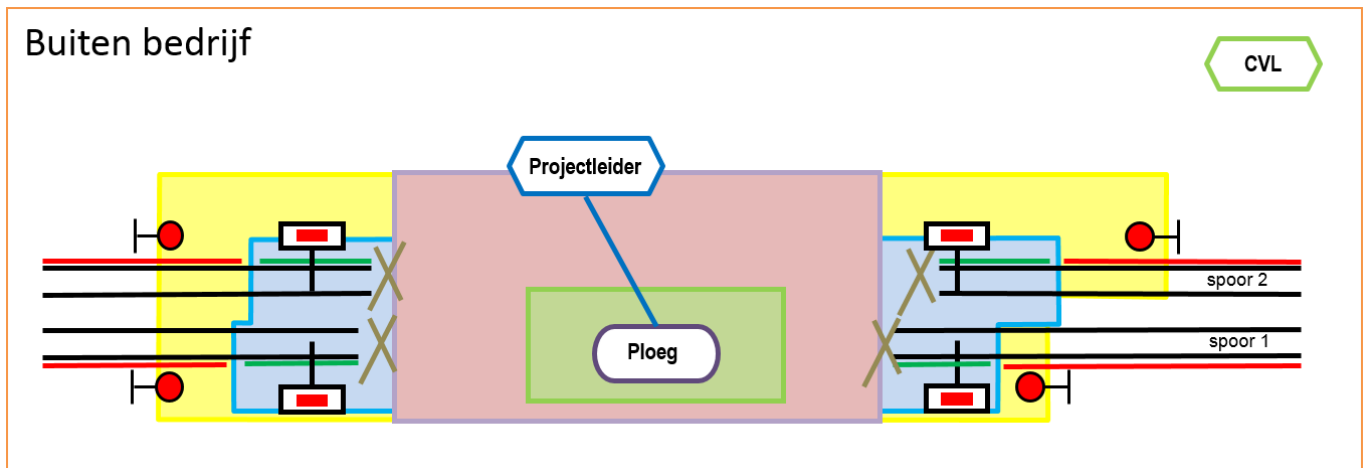 Buiten bedrijf
CVL
Projectleider
spoor 2
spoor 1
Ploeg